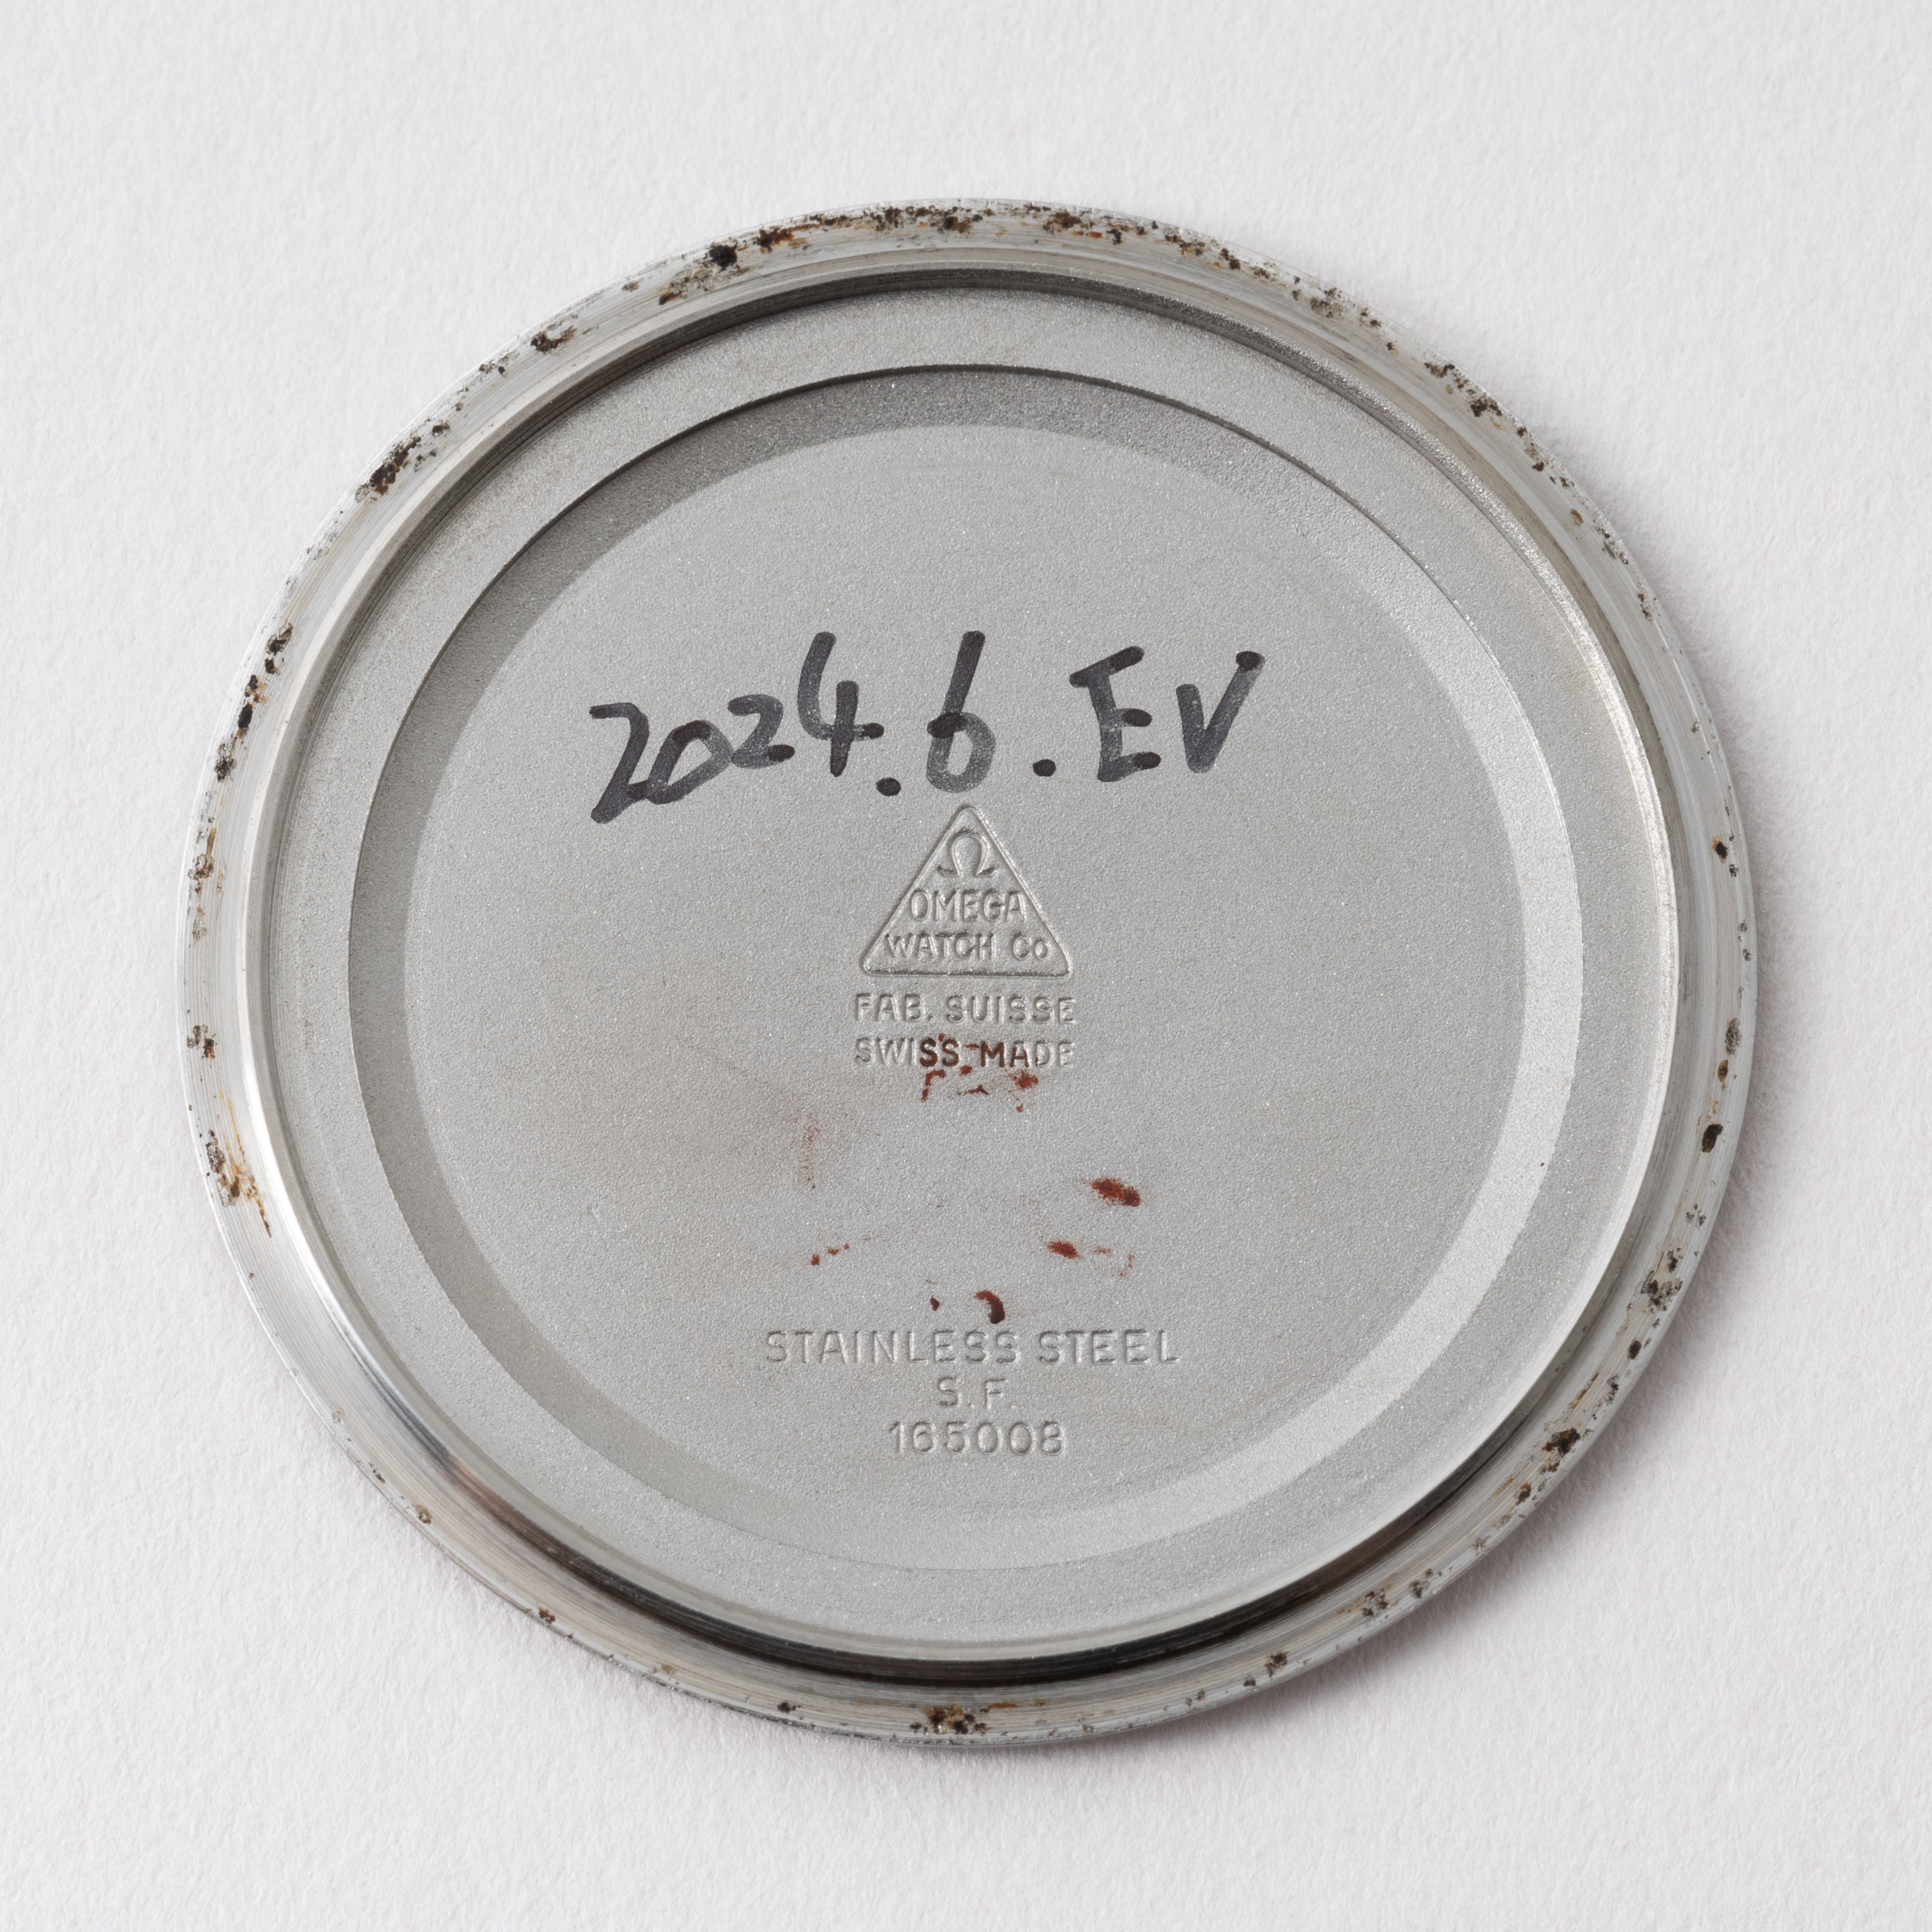 2024.6.EV
Ω
OMEGA
WATCH Co
FAB. SUISSE
SWISS MADE
STAINLESS STEEL
S.F.
165008